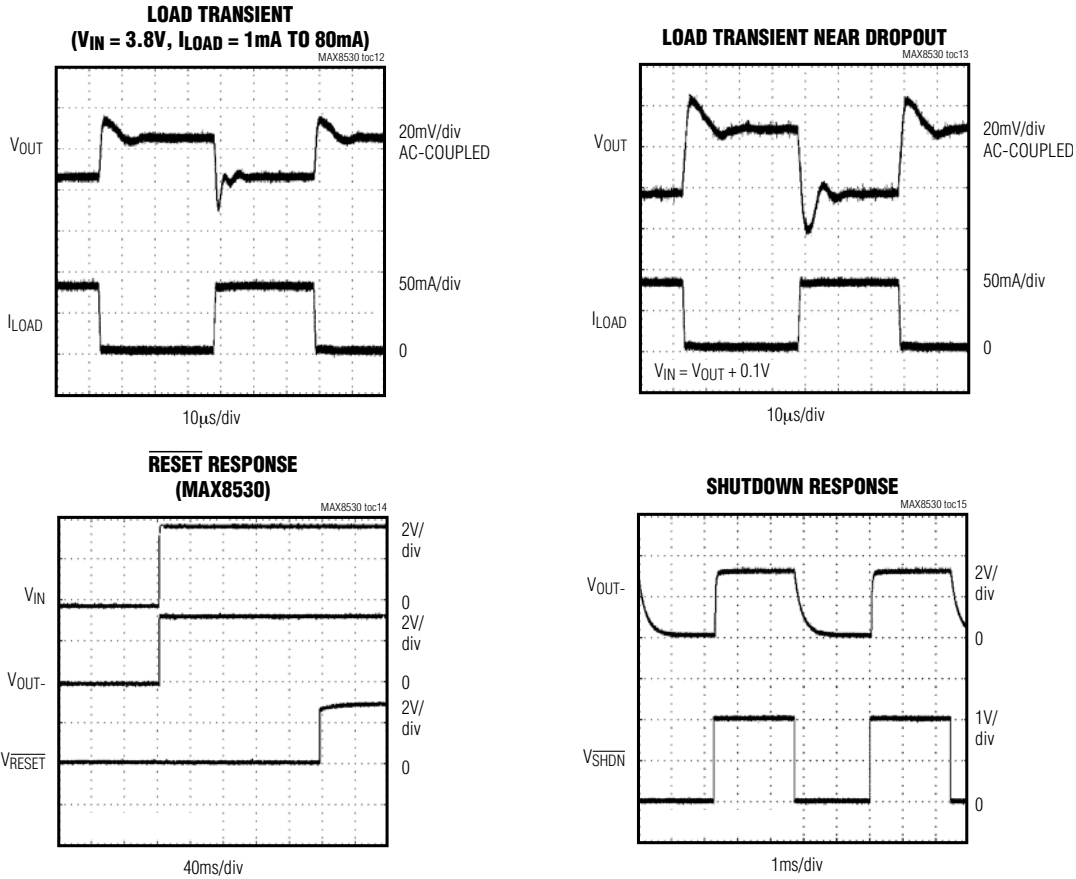 LOAD TRANSIENT
(VIN = 3.8V, ILOAD = 1mA TO 80mA)
MAX8530 toc12
VOUT
20mV/div
AC-COUPLED
50mA/div
ILOAD
0
10µs/div
LOAD TRANSIENT NEAR DROPOUT
MAX8530 toc13
VOUT
20mV/div
AC-COUPLED
50mA/div
ILOAD
0
VIN = VOUT + 0.1V
10µs/div
RESET RESPONSE
(MAX8530)
MAX8530 toc14
2V/
div
VIN
0
2V/
div
VOUT-
0
2V/
div
VRESET
0
40ms/div
SHUTDOWN RESPONSE
MAX8530 toc15
VOUT-
2V/
div
0
1V/
div
VSHDN
0
1ms/div